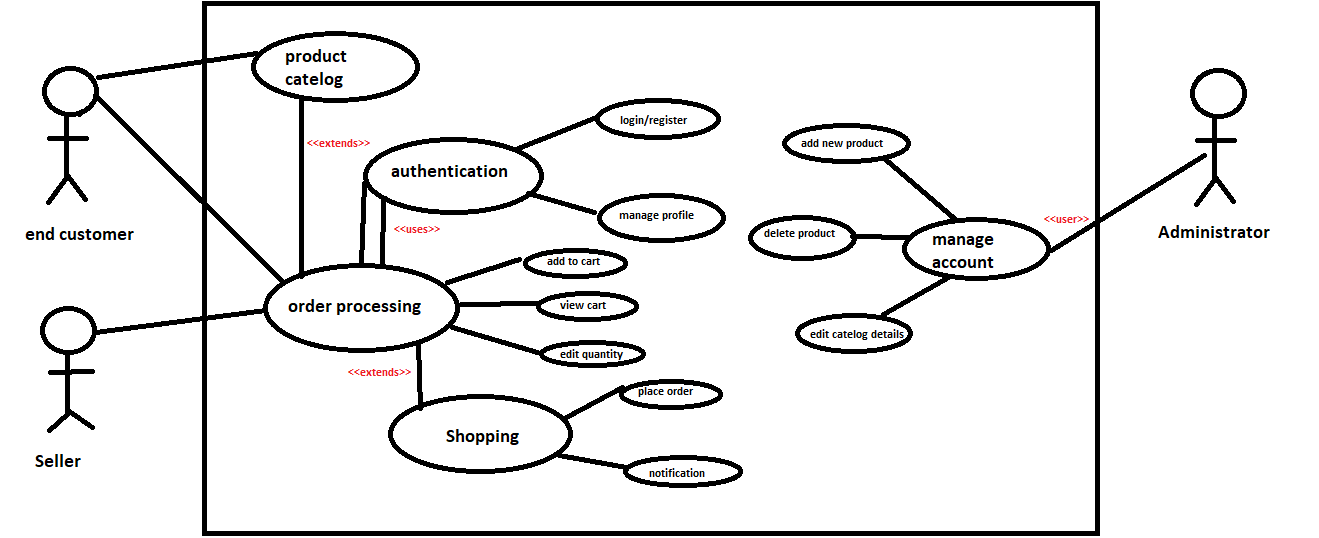 product
catelog
<<extends>>
login/register
authentication
add new product
manage profile
<<user>>
<<uses>>
delete product
manage
account
end customer
Administrator
add to cart
order processing
view cart
edit catelog details
edit quantity
<<extends>>
place order
Shopping
Seller
notification